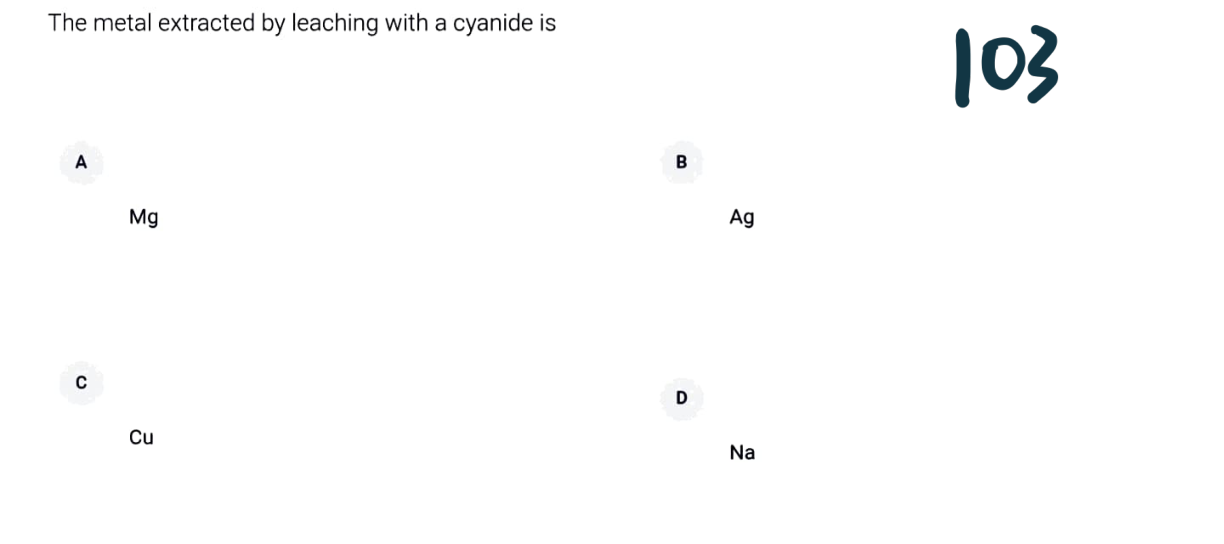 The metal extracted by leaching with a cyanide is
103
A
Mg
B
Ag
C
Cu
D
Na